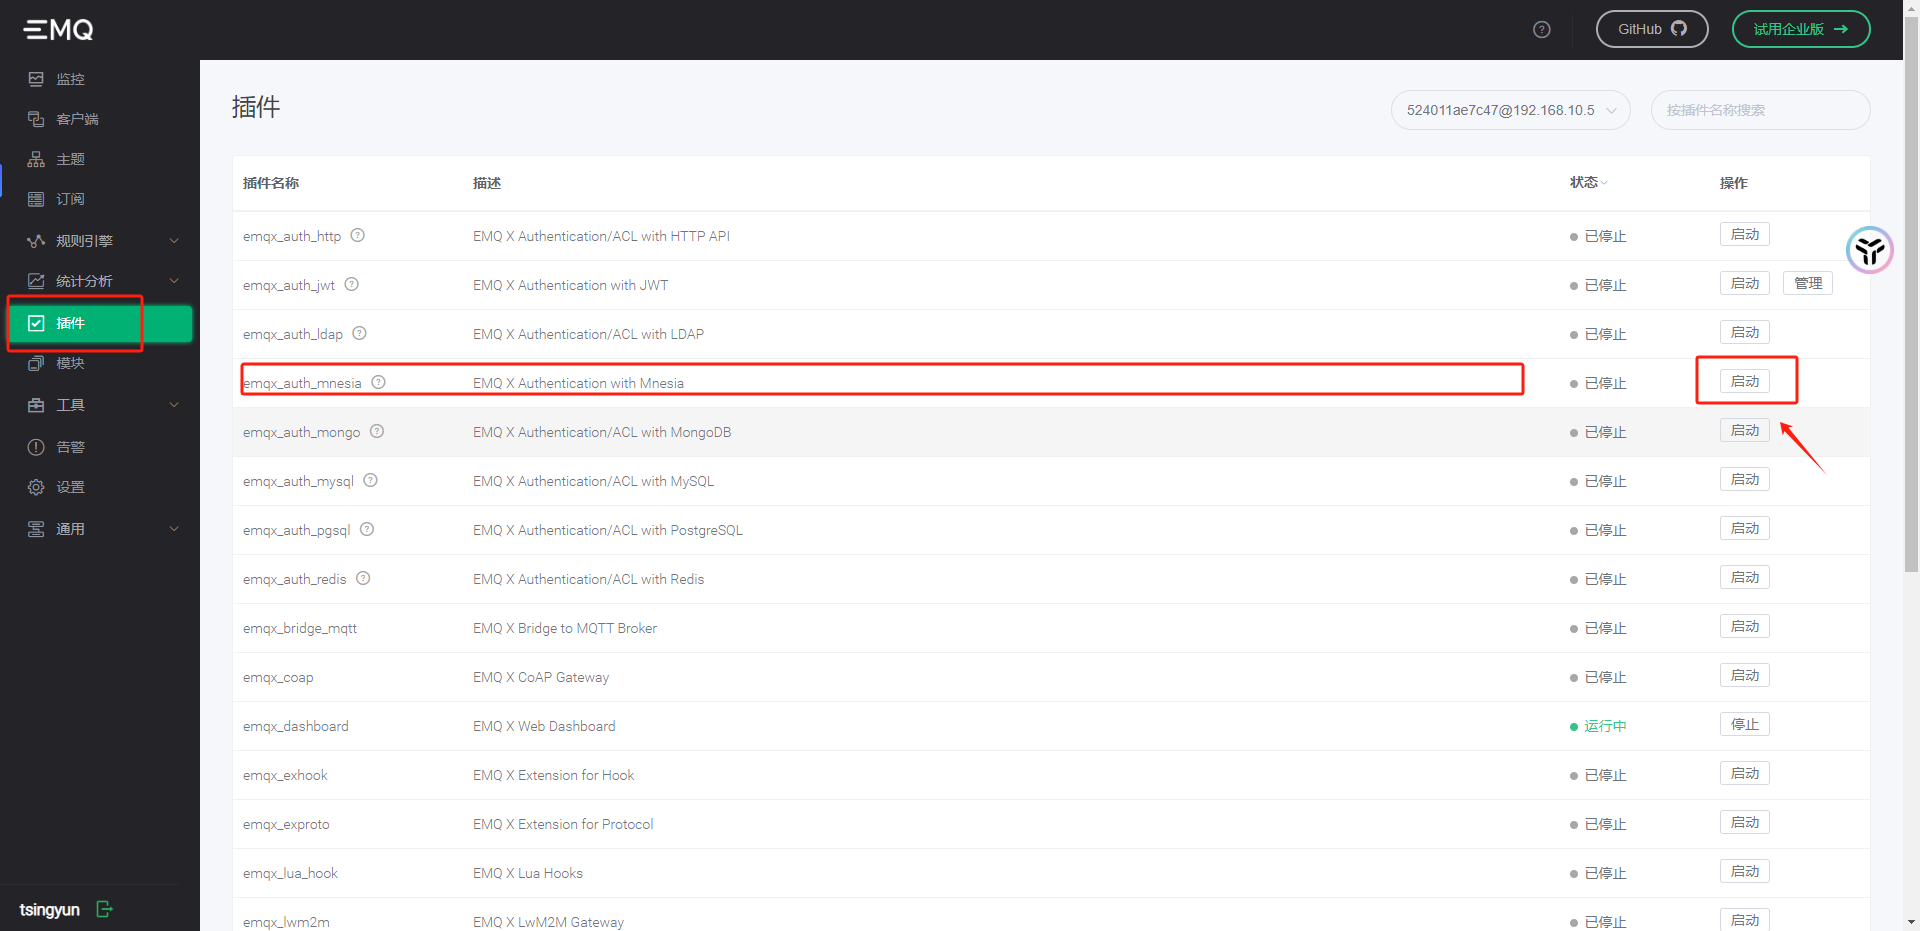 EMQ
GitHub
试用企业版
监控
客户端
主题
订阅
规则引擎
统计分析
插件
模块
工具
告警
设置
通用
tsingyun
插件
524011ae7c47@192.168.10.5
按插件名称搜索
插件名称 描述 状态 操作
emqx_auth_http EMQ X Authentication/ACL with HTTP API 已停止 启动
emqx_auth_jwt EMQ X Authentication with JWT 已停止 启动 管理
emqx_auth_ldap EMQ X Authentication/ACL with LDAP 已停止 启动
emqx_auth_mnesia EMQ X Authentication with Mnesia 已停止 启动
emqx_auth_mongo EMQ X Authentication/ACL with MongoDB 已停止 启动
emqx_auth_mysql EMQ X Authentication/ACL with MySQL 已停止 启动
emqx_auth_pgsql EMQ X Authentication/ACL with PostgreSQL 已停止 启动
emqx_auth_redis EMQ X Authentication/ACL with Redis 已停止 启动
emqx_bridge_mqtt EMQ X Bridge to MQTT Broker 已停止 启动
emqx_coap EMQ X CoAP Gateway 已停止 启动
emqx_dashboard EMQ X Web Dashboard 运行中 停止
emqx_exhook EMQ X Extension for Hook 已停止 启动
emqx_exproto EMQ X Extension for Protocol 已停止 启动
emqx_lua_hook EMQ X Lua Hooks 已停止 启动
emqx_lwm2m EMQ X LwM2M Gateway 已停止 启动